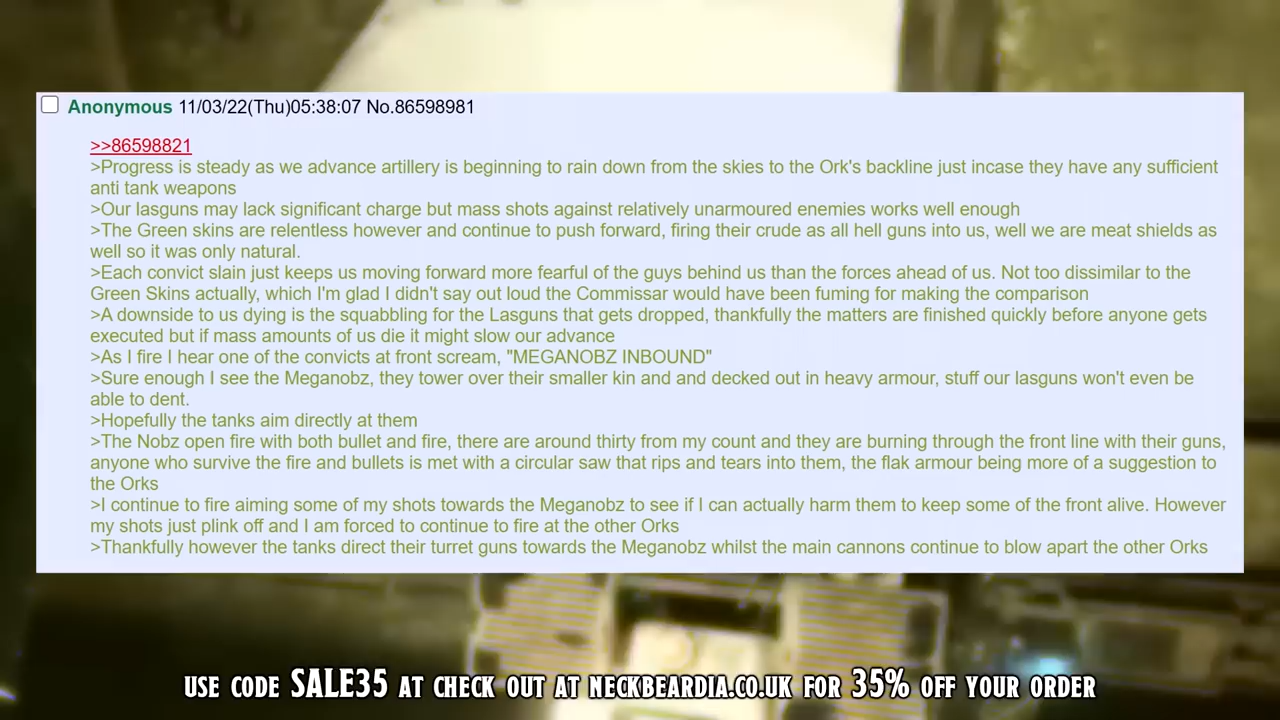 Anonymous 11/03/22(Thu)05:38:07 No.86598981
>>86598821
>Progress is steady as we advance artillery is beginning to rain down from the skies to the Ork's backline just incase they have any sufficient
anti tank weapons
>Our lasguns may lack significant charge but mass shots against relatively unarmoured enemies works well enough
>The Green skins are relentless however and continue to push forward, firing their crude as all hell guns into us, well we are meat shields as
well so it was only natural.
>Each convict slain just keeps us moving forward more fearful of the guys behind us than the forces ahead of us. Not too dissimilar to the
Green Skins actually, which I'm glad I didn't say out loud the Commissar would have been fuming for making the comparison
>A downside to us dying is the squabbling for the Lasguns that gets dropped, thankfully the matters are finished quickly before anyone gets
executed but if mass amounts of us die it might slow our advance
>As I fire I hear one of the convicts at front scream, "MEGANOBZ INBOUND"
>Sure enough I see the Meganobz, they tower over their smaller kin and and decked out in heavy armour, stuff our lasguns won't even be
able to dent.
>Hopefully the tanks aim directly at them
>The Nobz open fire with both bullet and fire, there are around thirty from my count and they are burning through the front line with their guns,
anyone who survive the fire and bullets is met with a circular saw that rips and tears into them, the flak armour being more of a suggestion to
the Orks
>I continue to fire aiming some of my shots towards the Meganobz to see if I can actually harm them to keep some of the front alive. However
my shots just plink off and I am forced to continue to fire at the other Orks
>Thankfully however the tanks direct their turret guns towards the Meganobz whilst the main cannons continue to blow apart the other Orks
USE CODE SALE35 AT CHECK OUT AT NECKBEARDIA.CO.UK FOR 35% OFF YOUR ORDER